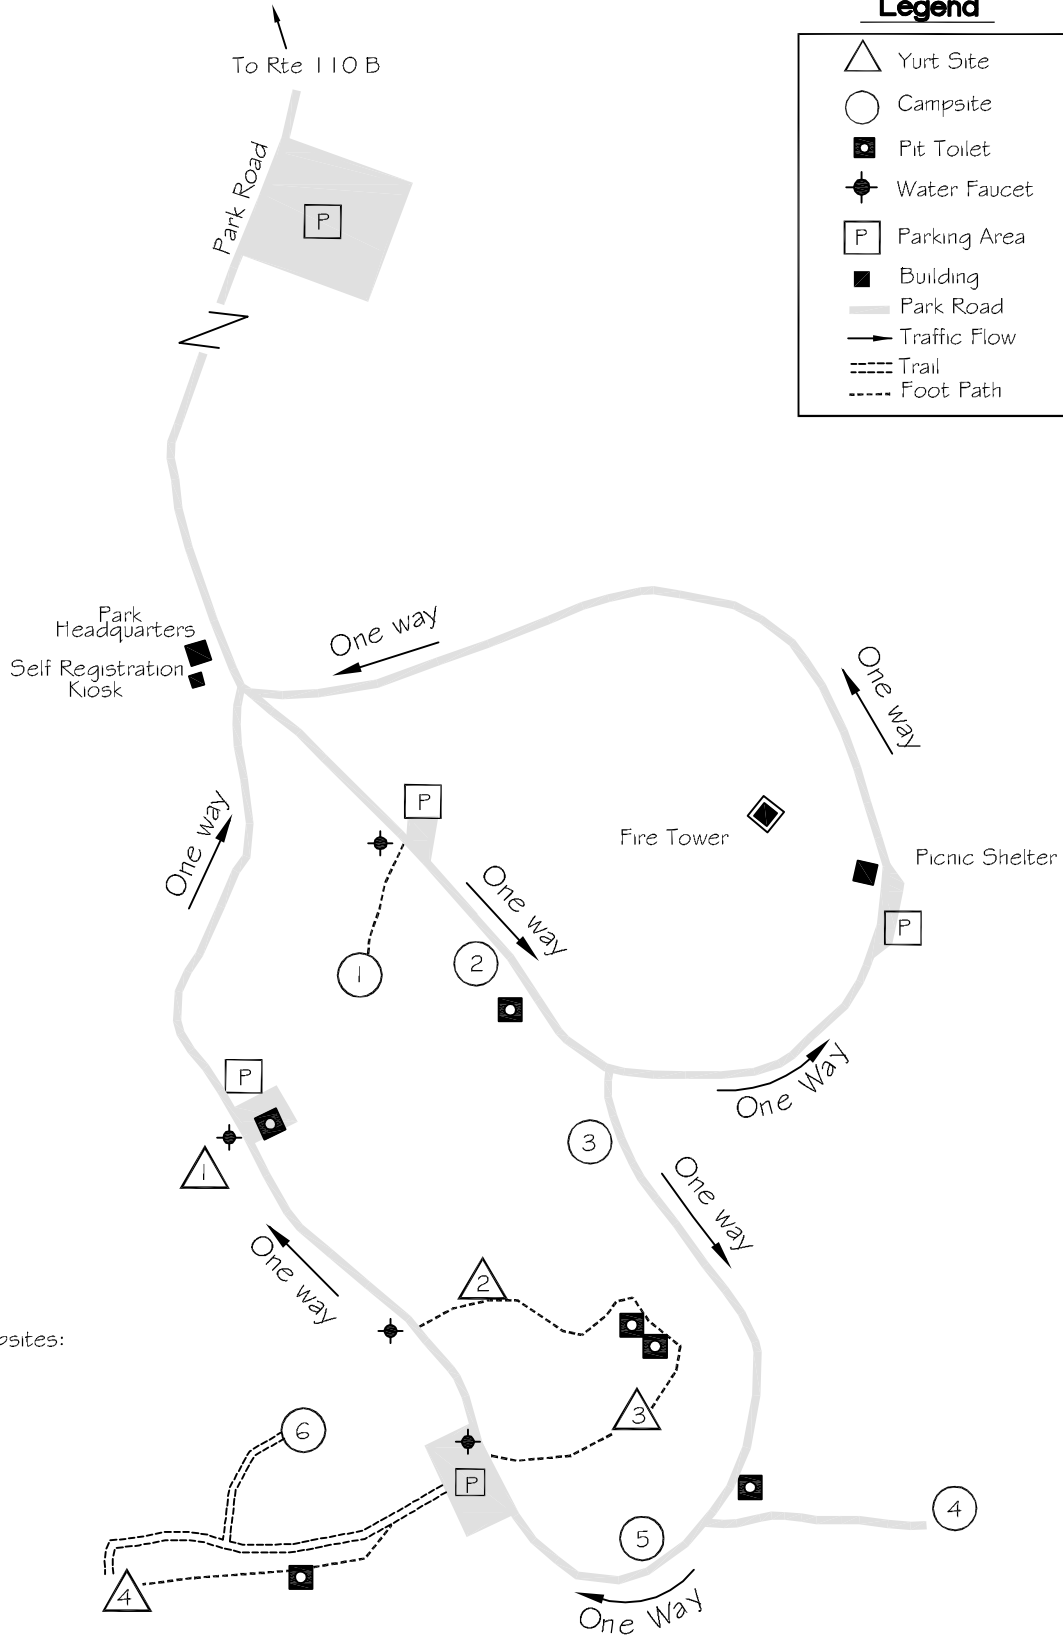 Legend
To Rte 110B
Yurt Site
Campsite
Pit Toilet
Park Road
Water Faucet
P
P
Parking Area
Building
Park Road
Traffic Flow
Trail
Foot Path
Park
Headquarters
One way
Self Registration
Kiosk
One way
P
One way
Fire Tower
Picnic Shelter
One way
P
1
2
P
One Way
3
1
One way
One way
2
3
6
P
4
5
4
One Way